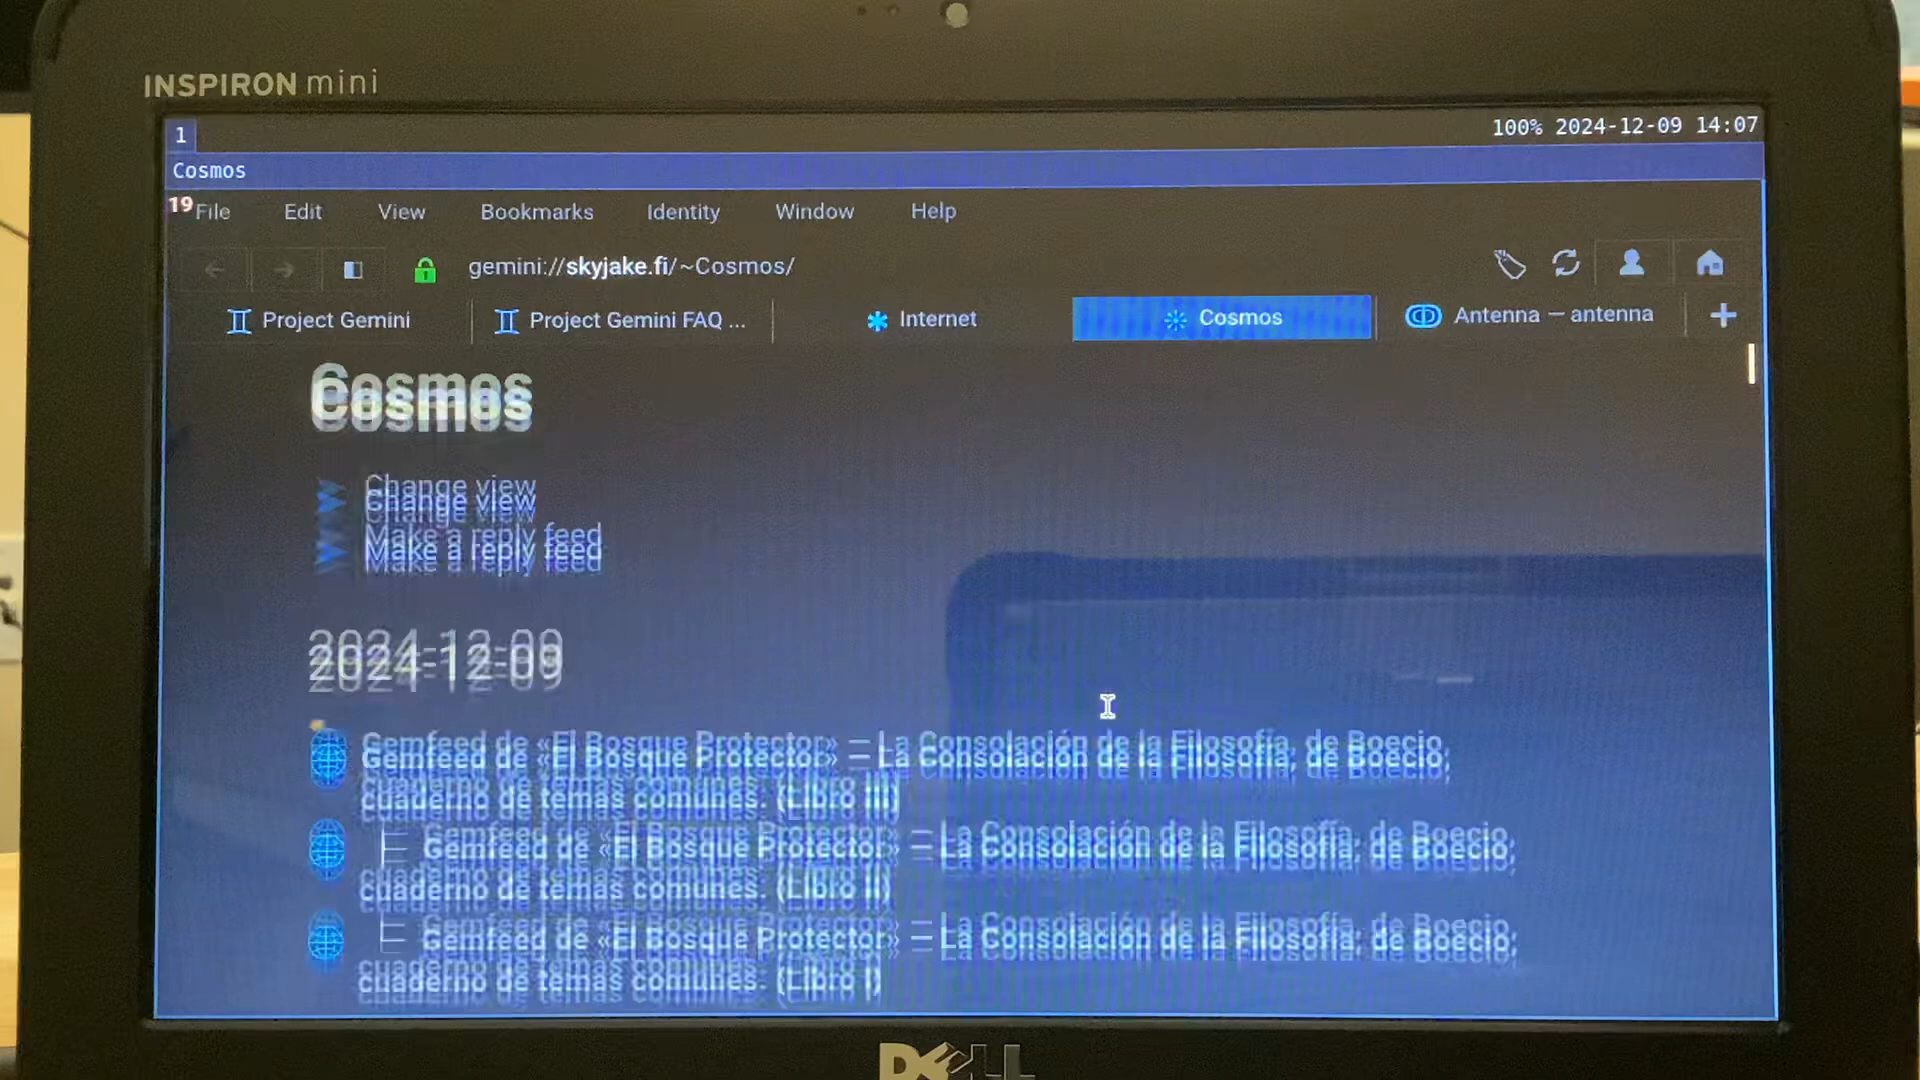 INSPIRON mini
1
100% 2024-12-09 14:07
Cosmos
19
File Edit View Bookmarks Identity Window Help
gemini://skyjake.fi/~Cosmos/
Project Gemini Project Gemini FAQ ... Internet Cosmos Antenna — antenna +
Cosmos
Change view
Make a reply feed
2024-12-09
Gemfeed de «El Bosque Protector» — La Consolación de la Filosofía, de Boecio,
cuaderno de temas comunes. (Libro III)
Gemfeed de «El Bosque Protector» — La Consolación de la Filosofía, de Boecio,
cuaderno de temas comunes. (Libro II)
Gemfeed de «El Bosque Protector» — La Consolación de la Filosofía, de Boecio,
cuaderno de temas comunes. (Libro I)
DELL